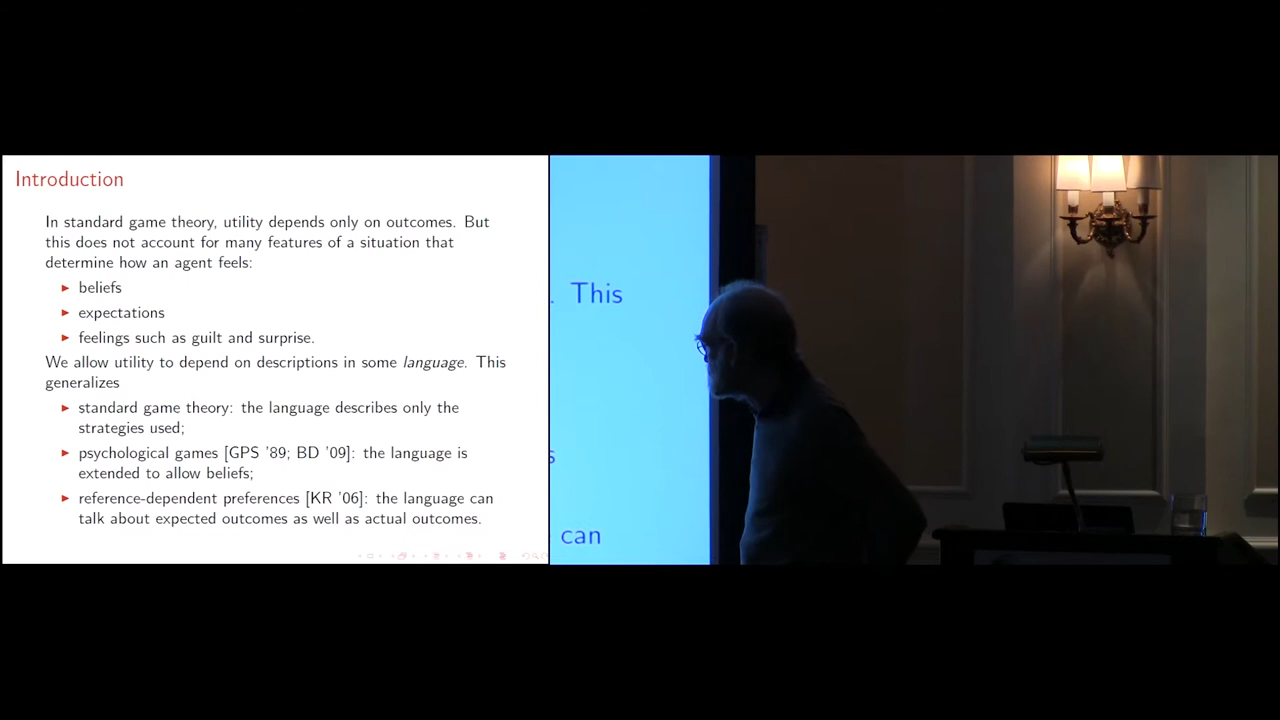 Introduction
In standard game theory, utility depends only on outcomes. But
this does not account for many features of a situation that
determine how an agent feels:
▶ beliefs
▶ expectations
▶ feelings such as guilt and surprise.
We allow utility to depend on descriptions in some language. This
generalizes
▶ standard game theory: the language describes only the
strategies used;
▶ psychological games [GPS '89; BD '09]: the language is
extended to allow beliefs;
▶ reference-dependent preferences [KR '06]: the language can
talk about expected outcomes as well as actual outcomes.
. This
s
can